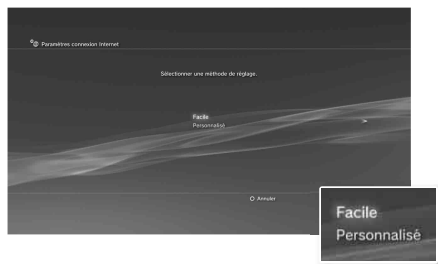 Paramètres connexion Internet
Sélectionner une méthode de réglage.
Facile
Personnalisé
Annuler
Facile
Personnalisé